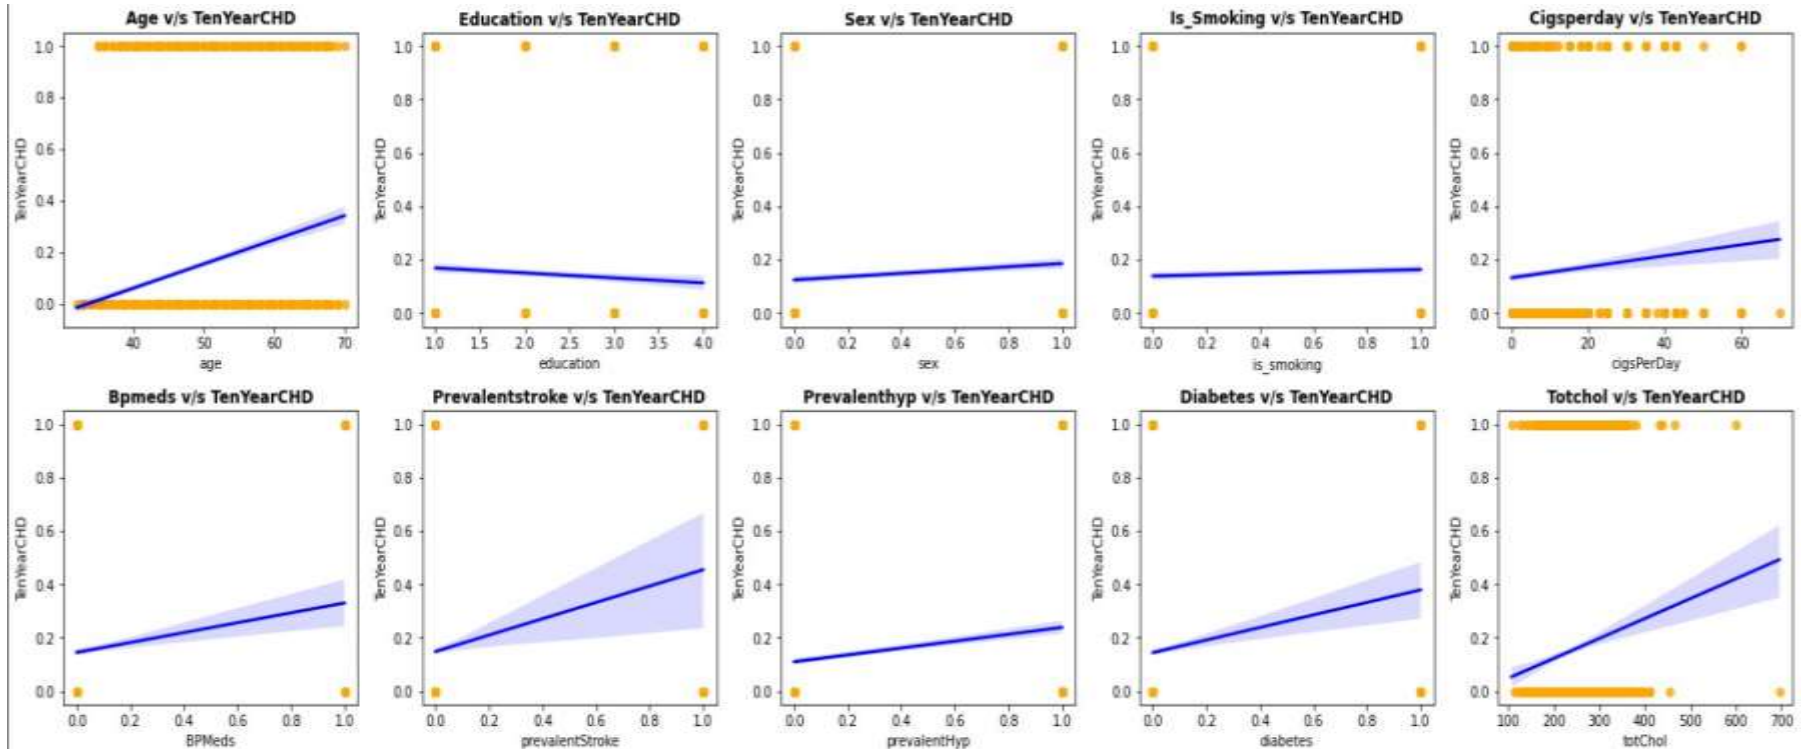 Age v/s TenYearCHD
Education v/s TenYearCHD
Sex v/s TenYearCHD
Is_Smoking v/s TenYearCHD
Cigsperday v/s TenYearCHD
TenYearCHD
1.0
0.8
0.6
0.4
0.2
0.0
40 50 60 70
age
TenYearCHD
1.0
0.8
0.6
0.4
0.2
0.0
1.0 1.5 2.0 2.5 3.0 3.5 4.0
education
TenYearCHD
1.0
0.8
0.6
0.4
0.2
0.0
0.0 0.2 0.4 0.6 0.8 1.0
sex
TenYearCHD
1.0
0.8
0.6
0.4
0.2
0.0
0.0 0.2 0.4 0.6 0.8 1.0
is_smoking
TenYearCHD
1.0
0.8
0.6
0.4
0.2
0.0
0 20 40 60
cigsPerDay
Bpmeds v/s TenYearCHD
Prevalentstroke v/s TenYearCHD
Prevalenthyp v/s TenYearCHD
Diabetes v/s TenYearCHD
Totchol v/s TenYearCHD
TenYearCHD
1.0
0.8
0.6
0.4
0.2
0.0
0.0 0.2 0.4 0.6 0.8 1.0
BPMeds
TenYearCHD
1.0
0.8
0.6
0.4
0.2
0.0
0.0 0.2 0.4 0.6 0.8 1.0
prevalentStroke
TenYearCHD
1.0
0.8
0.6
0.4
0.2
0.0
0.0 0.2 0.4 0.6 0.8 1.0
prevalentHyp
TenYearCHD
1.0
0.8
0.6
0.4
0.2
0.0
0.0 0.2 0.4 0.6 0.8 1.0
diabetes
TenYearCHD
1.0
0.8
0.6
0.4
0.2
0.0
100 200 300 400 500 600 700
totChol